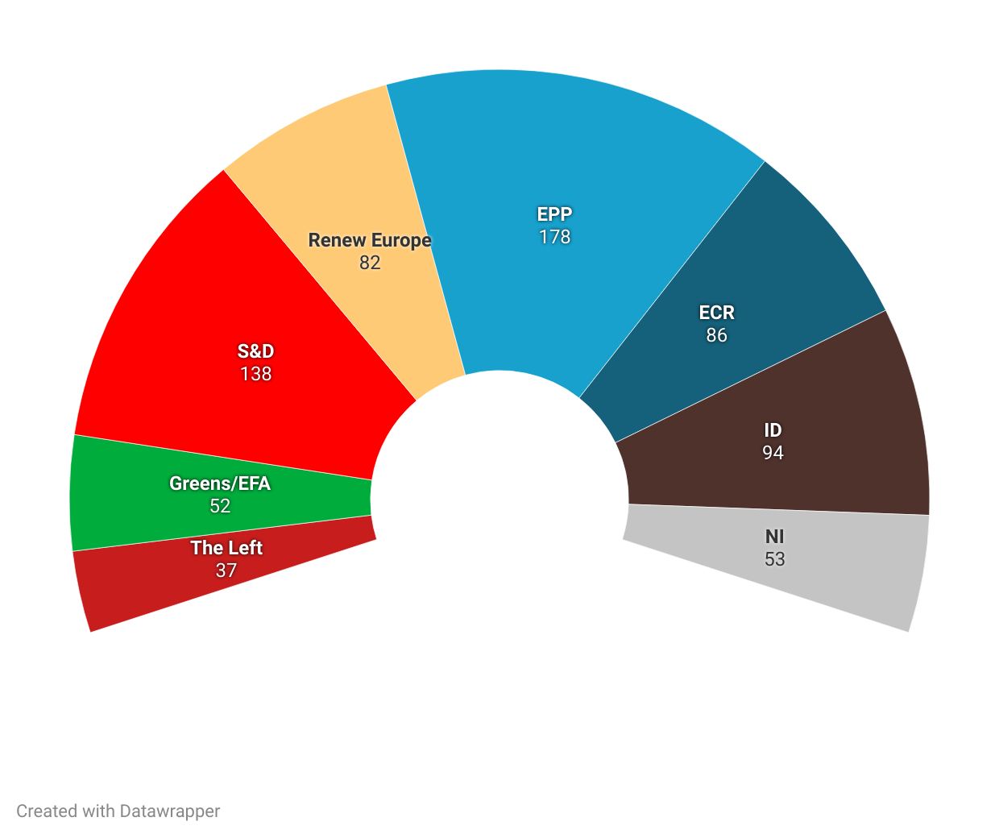 EPP
178
Renew Europe
82
ECR
86
S&D
138
ID
94
Greens/EFA
52
The Left
37
NI
53
Created with Datawrapper